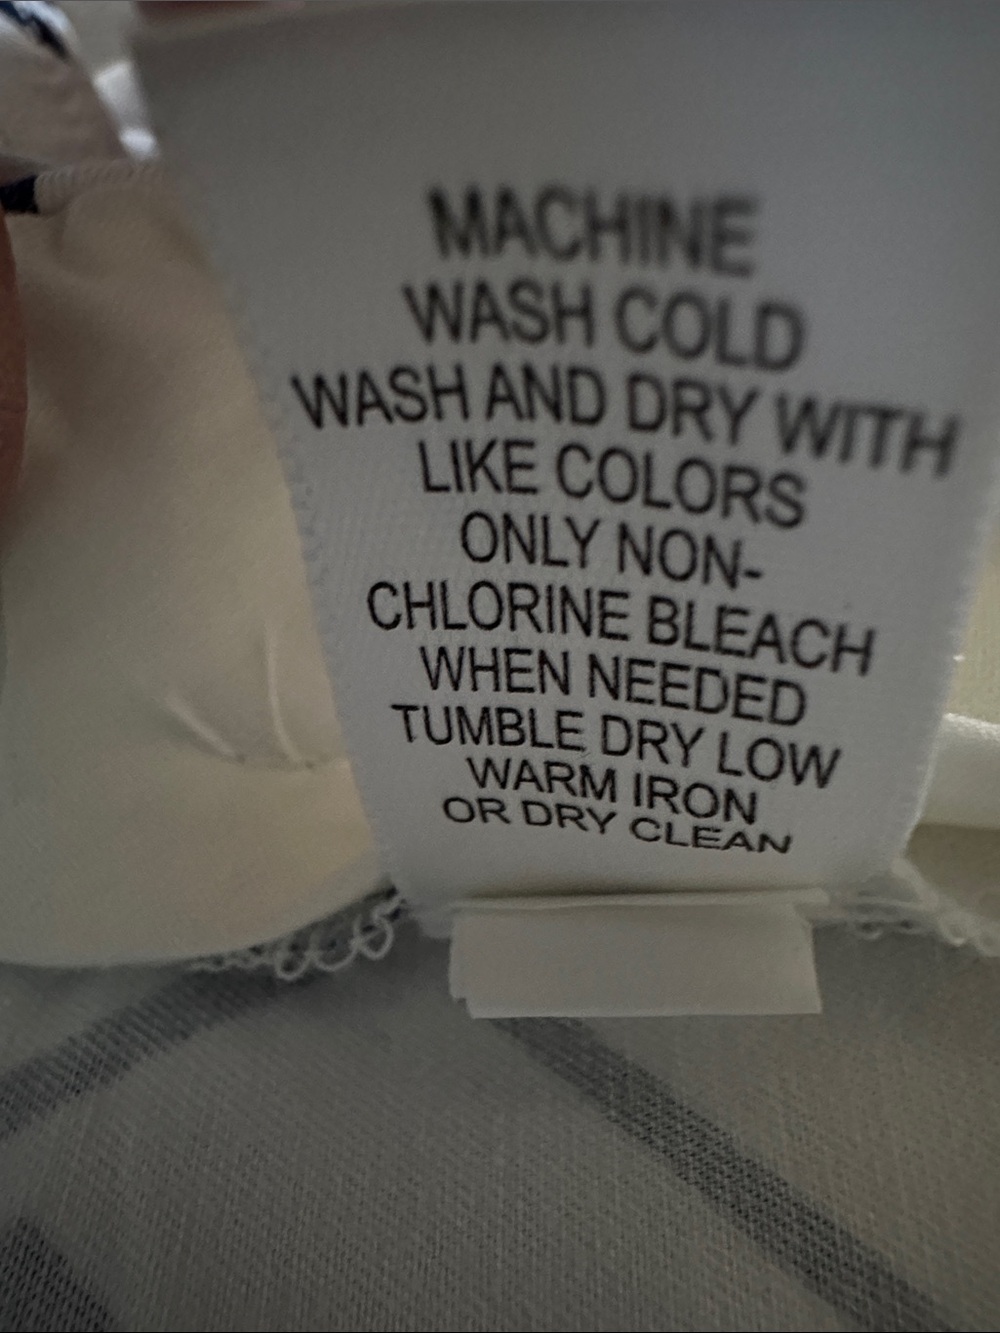 MACHINE
WASH COLD
WASH AND DRY WITH
LIKE COLORS
ONLY NON-
CHLORINE BLEACH
WHEN NEEDED
TUMBLE DRY LOW
WARM IRON
OR DRY CLEAN